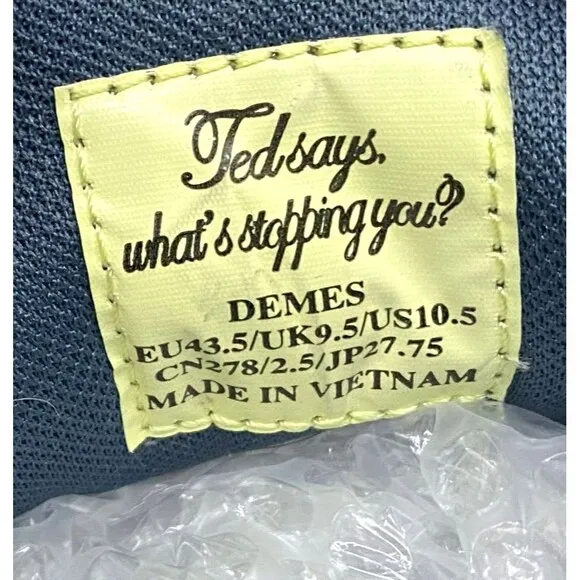 Ted says,
what's stopping you?
DEMES
EU43.5/UK9.5/US10.5
CN278/2.5/JP27.75
MADE IN VIETNAM